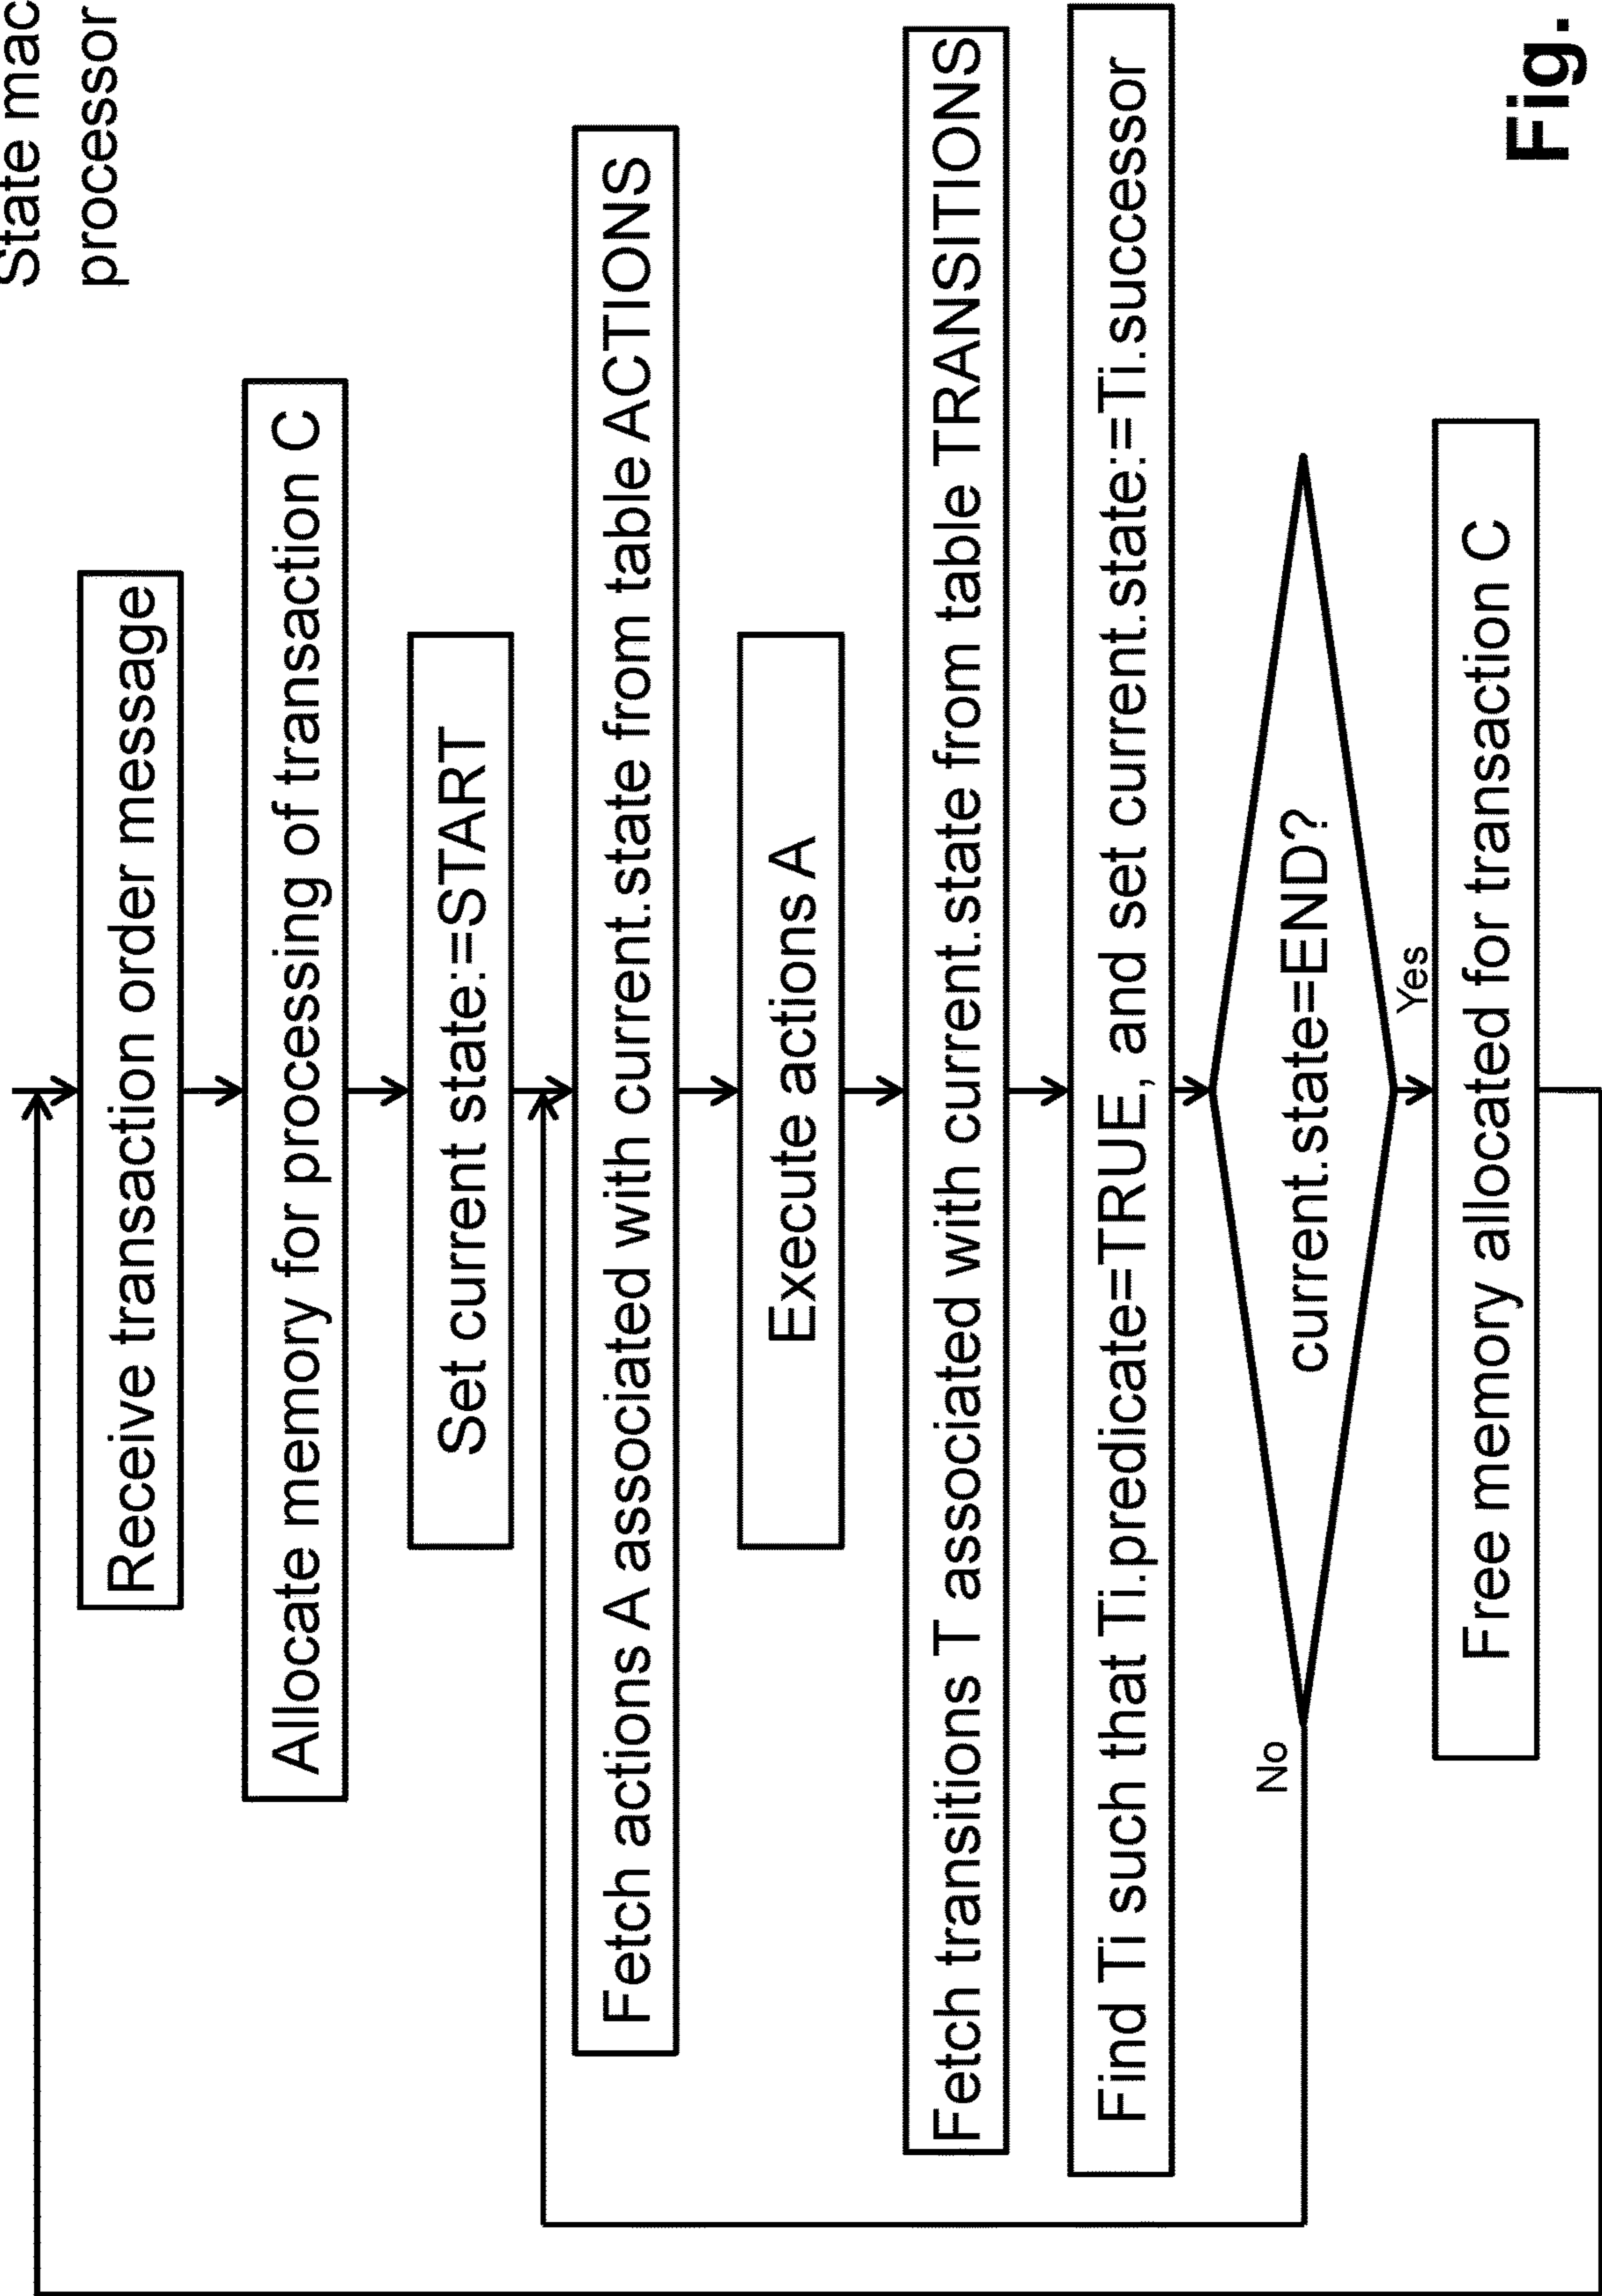 State mac
processor
Receive transaction order message
Allocate memory for processing of transaction C
Set current state:=START
Fetch actions A associated with current.state from table ACTIONS
Execute actions A
Fetch transitions T associated with current.state from table TRANSITIONS
Find Ti such that Ti.predicate=TRUE, and set current.state:=Ti.successor
current.state=END?
No
Yes
Free memory allocated for transaction C
Fig.